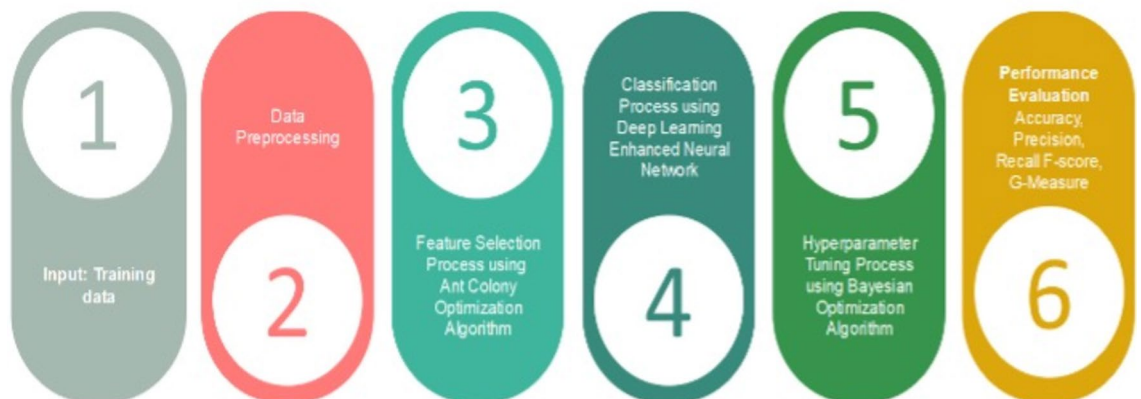 1
Input: Training
data
Data
Preprocessing
2
3
Feature Selection
Process using
Ant Colony
Optimization
Algorithm
Classification
Process using
Deep Learning
Enhanced Neural
Network
4
5
Hyperparameter
Tuning Process
using Bayesian
Optimization
Algorithm
Performance
Evaluation
Accuracy,
Precision,
Recall F-score,
G-Measure
6